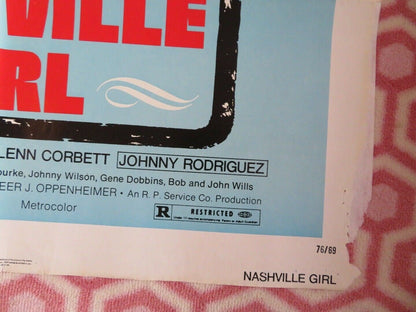 VILLE
RL
LENN CORBETT JOHNNY RODRIGUEZ
ourke, Johnny Wilson, Gene Dobbins, Bob and John Wills
EER J. OPPENHEIMER • An R. P. Service Co. Production
Metrocolor
R RESTRICTED
76/69
NASHVILLE GIRL